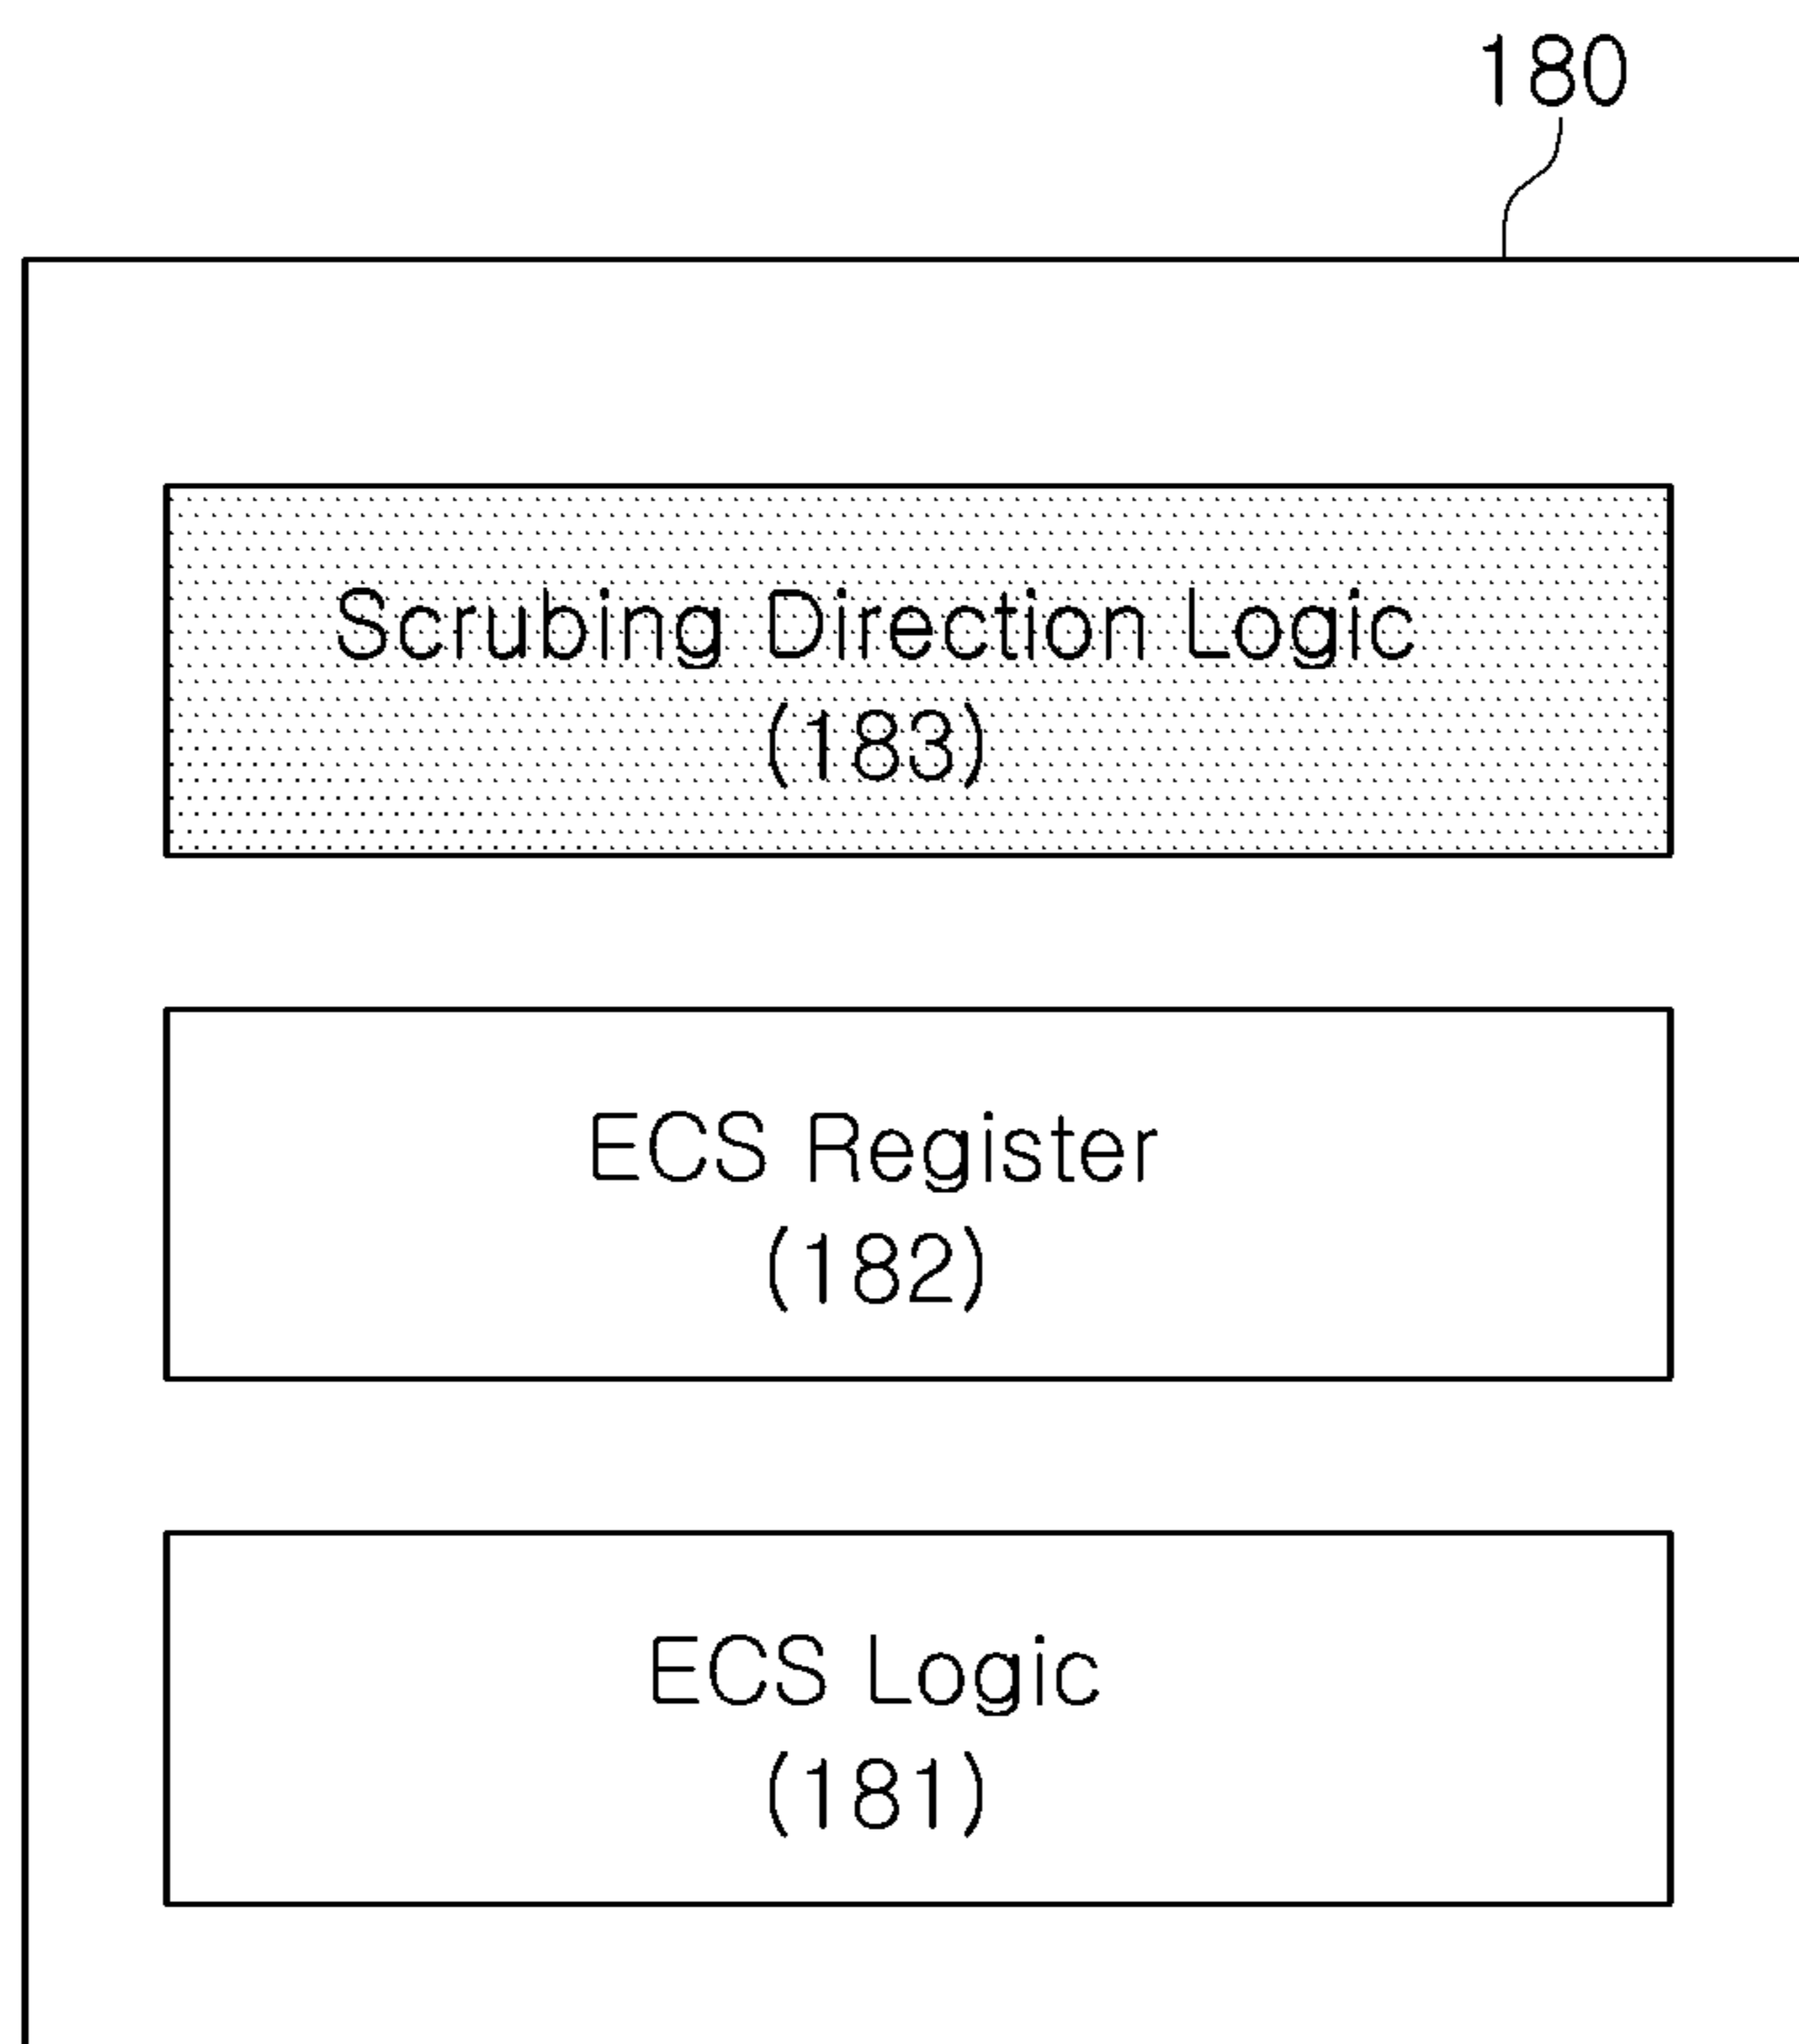 180
Scrubing Direction Logic
(183)
ECS Register
(182)
ECS Logic
(181)